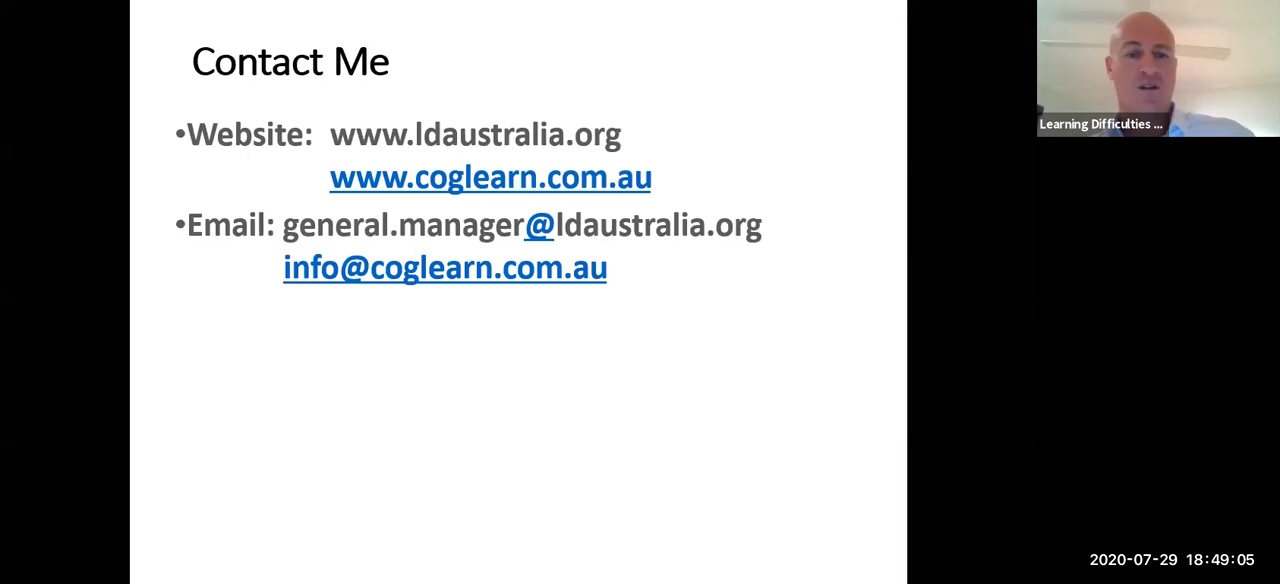 Contact Me
•Website: www.ldaustralia.org
www.coglearn.com.au
•Email: general.manager@ldaustralia.org
info@coglearn.com.au
Learning Difficulties ...
2020-07-29 18:49:05